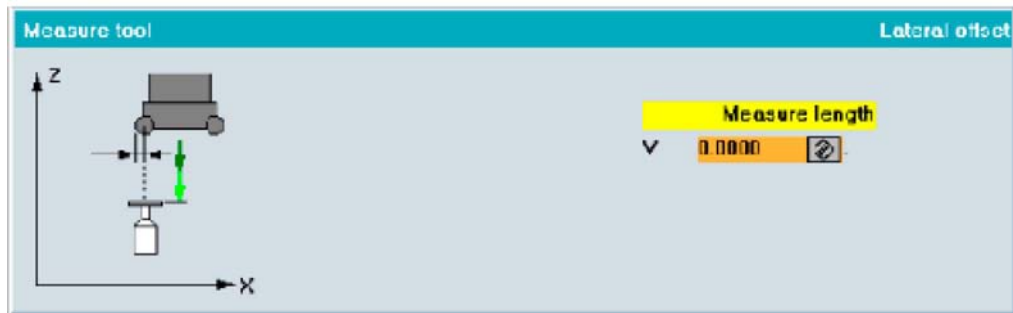 Measure tool
Lateral offset
Z
Measure length
V 0.0000
X